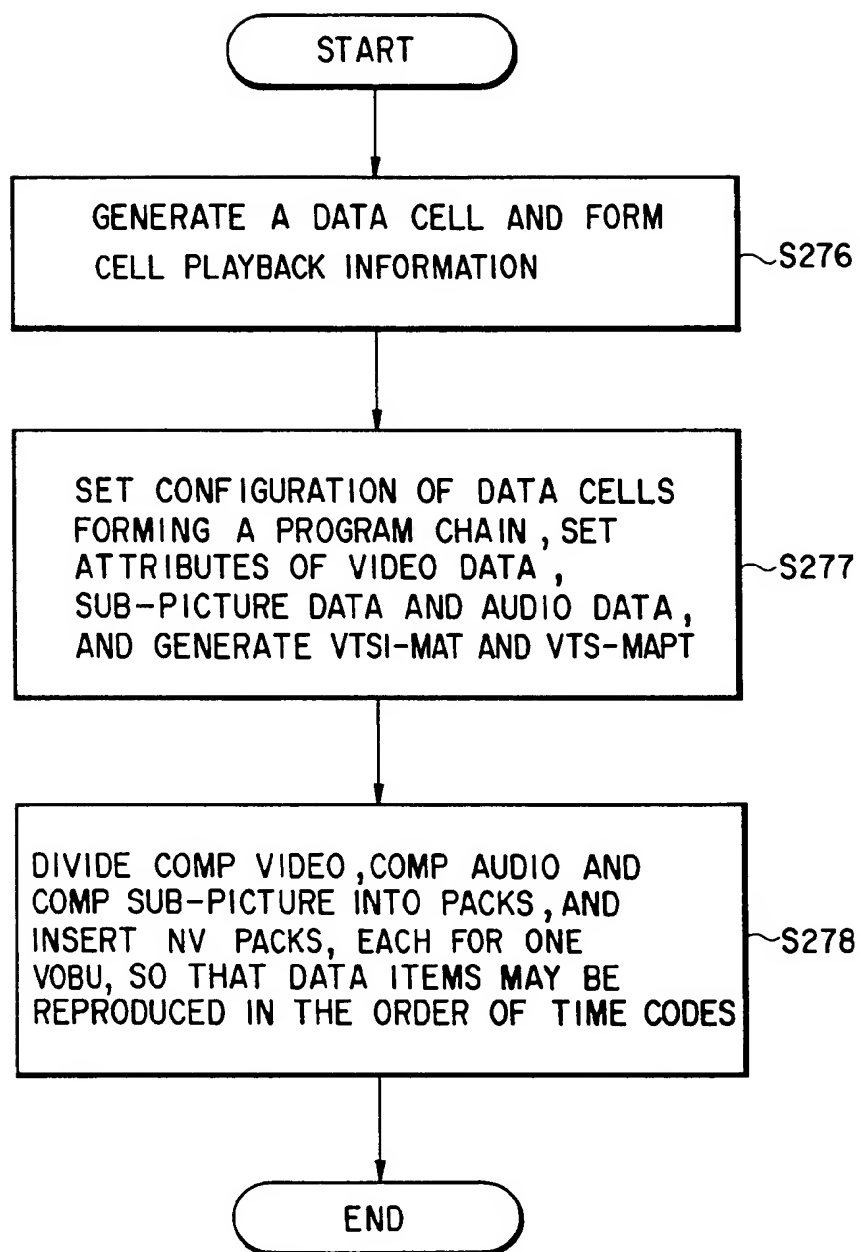 START
GENERATE A DATA CELL AND FORM
CELL PLAYBACK INFORMATION
S276
SET CONFIGURATION OF DATA CELLS
FORMING A PROGRAM CHAIN, SET
ATTRIBUTES OF VIDEO DATA,
SUB-PICTURE DATA AND AUDIO DATA,
AND GENERATE VTSI-MAT AND VTS-MAPT
S277
DIVIDE COMP VIDEO, COMP AUDIO AND
COMP SUB-PICTURE INTO PACKS, AND
INSERT NV PACKS, EACH FOR ONE
VOBU, SO THAT DATA ITEMS MAY BE
REPRODUCED IN THE ORDER OF TIME CODES
S278
END